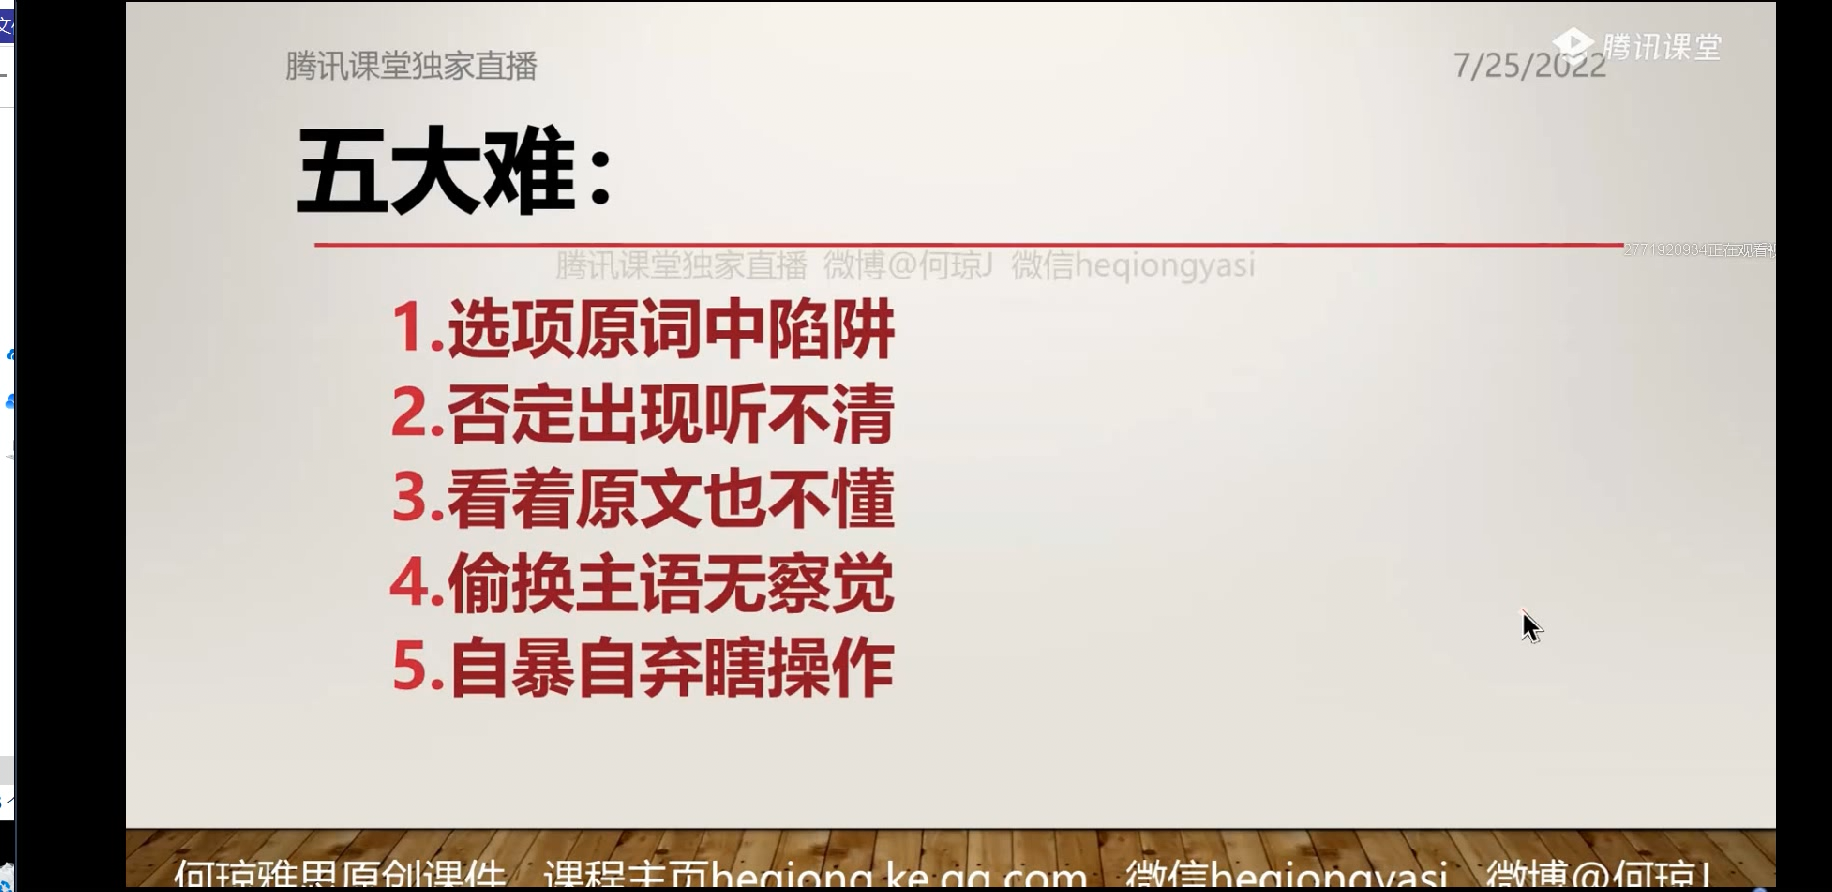 腾讯课堂独家直播
7/25/2022
腾讯课堂
五大难：
2771920934正在观看
腾讯课堂独家直播 微博@何琼J 微信heqiongyasi
1.选项原词中陷阱
2.否定出现听不清
3.看着原文也不懂
4.偷换主语无察觉
5.自暴自弃瞎操作
何琼雅思原创课件 课程主页heqiong.ke.qq.com 微信heqiongyasi 微博@何琼J